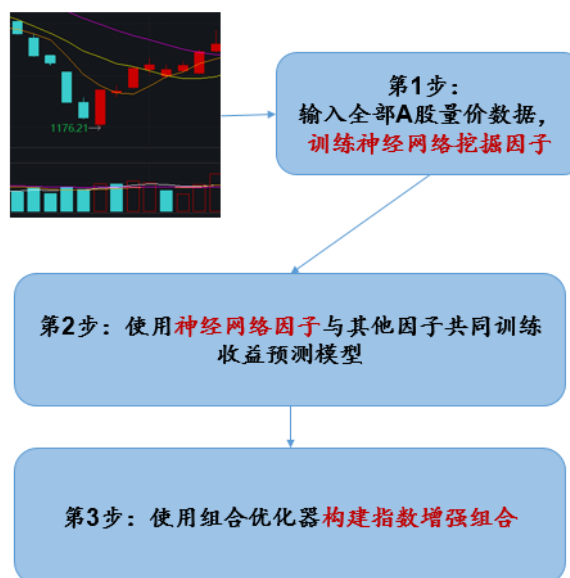 1176.21
第1步：
输入全部A股量价数据，
训练神经网络挖掘因子
第2步：使用神经网络因子与其他因子共同训练
收益预测模型
第3步：使用组合优化器构建指数增强组合